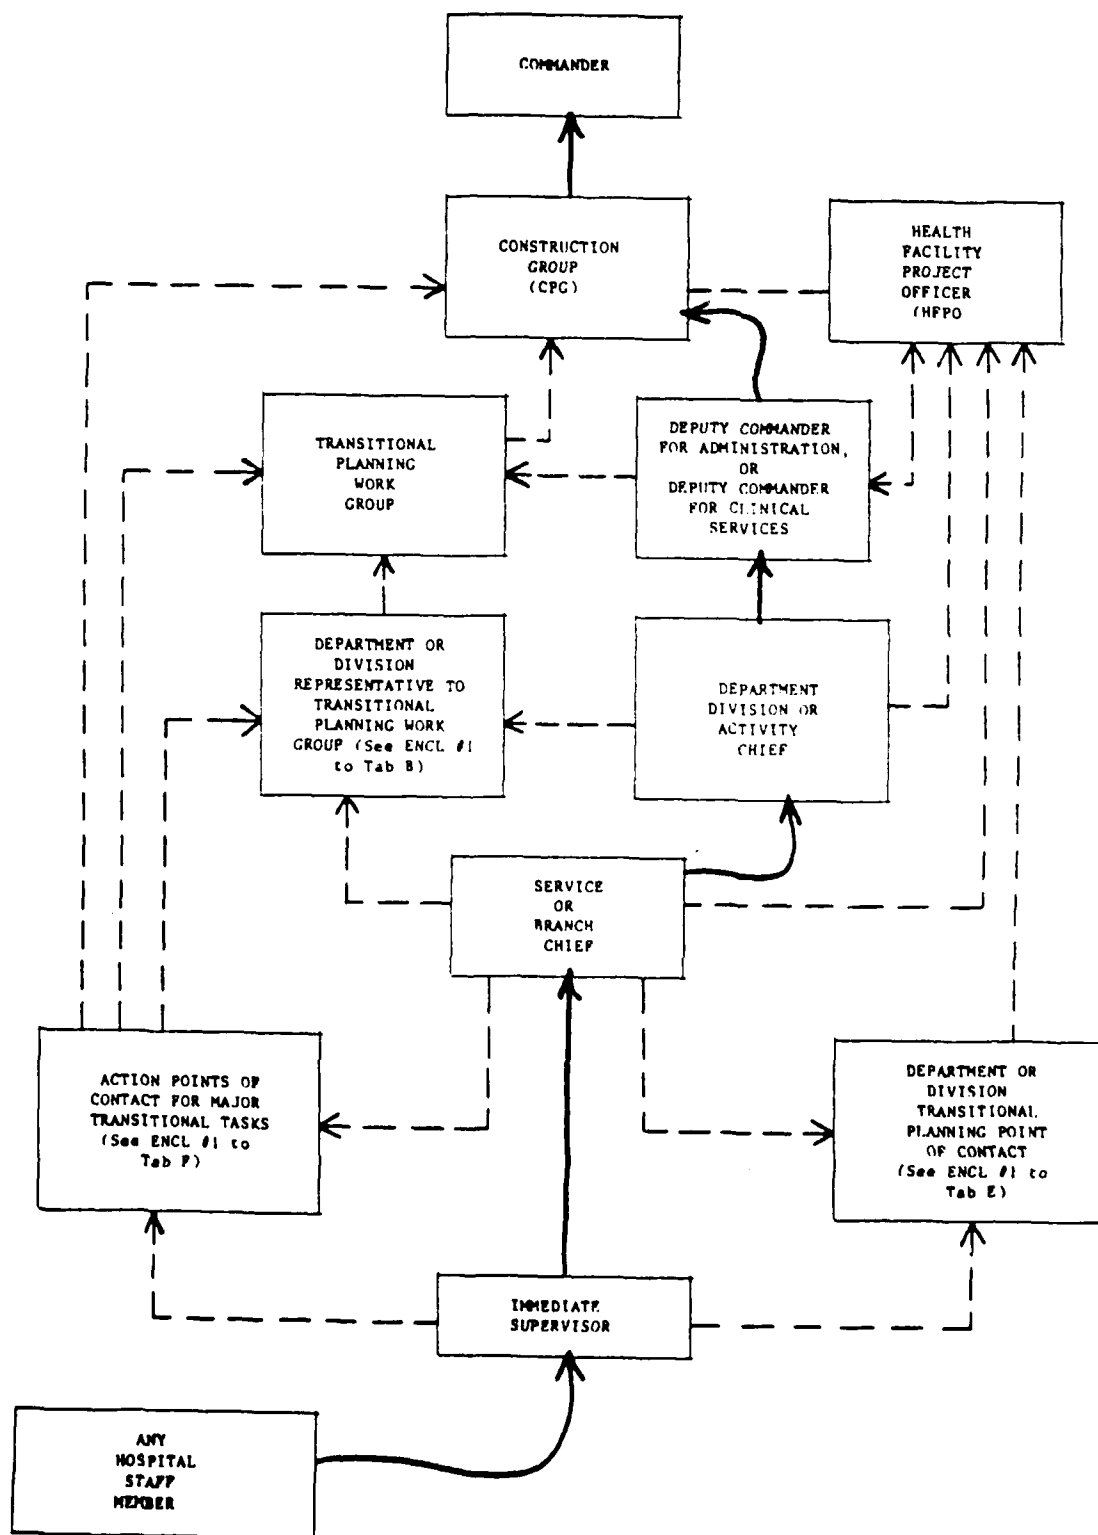 COMMANDER
CONSTRUCTION
GROUP
(CPG)
HEALTH
FACILITY
PROJECT
OFFICER
(HFPO
TRANSITIONAL
PLANNING
WORK
GROUP
DEPUTY COMMANDER
FOR ADMINISTRATION,
OR
DEPUTY COMMANDER
FOR CLINICAL
SERVICES
DEPARTMENT OR
DIVISION
REPRESENTATIVE TO
TRANSITIONAL
PLANNING WORK
GROUP (See ENCL #1
to Tab B)
DEPARTMENT
DIVISION OR
ACTIVITY
CHIEF
SERVICE
OR
BRANCH
CHIEF
ACTION POINTS OF
CONTACT FOR MAJOR
TRANSITIONAL TASKS
(See ENCL #1 to
Tab F)
DEPARTMENT OR
DIVISION
TRANSITIONAL
PLANNING POINT
OF CONTACT
(See ENCL #1 to
Tab E)
IMMEDIATE
SUPERVISOR
ANY
HOSPITAL
STAFF
MEMBER